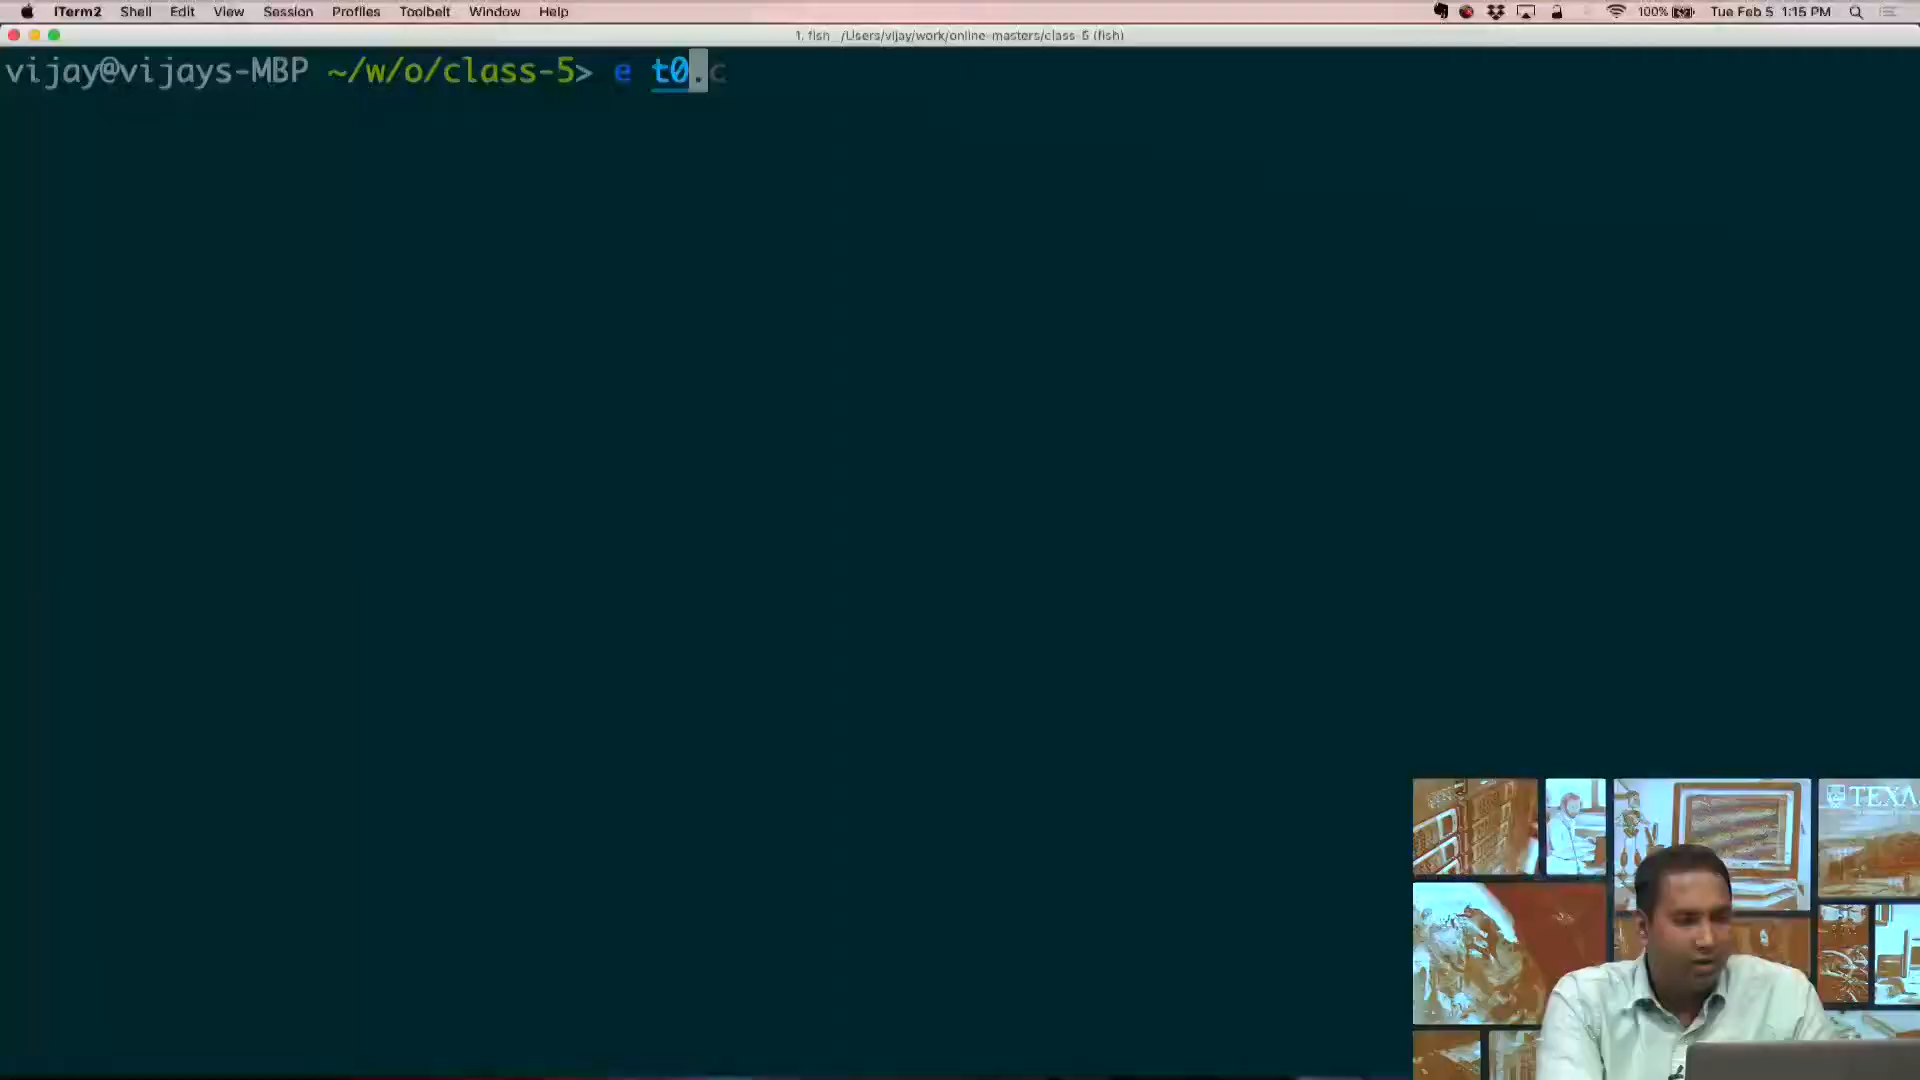 iTerm2 Shell Edit View Session Profiles Toolbelt Window Help 100% Tue Feb 5 1:15 PM
1. fish /Users/vijay/work/online-masters/class-5 (fish)
vijay@vijays-MBP ~/w/o/class-5> e t0.c
TEXA